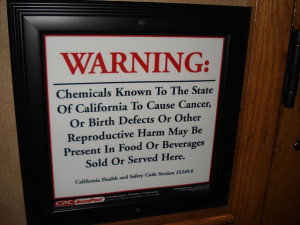 WARNING:
Chemicals Known To The State
Of California To Cause Cancer,
Or Birth Defects Or Other
Reproductive Harm May Be
Present In Food Or Beverages
Sold Or Served Here.
California Health and Safety Code Section 25249.6